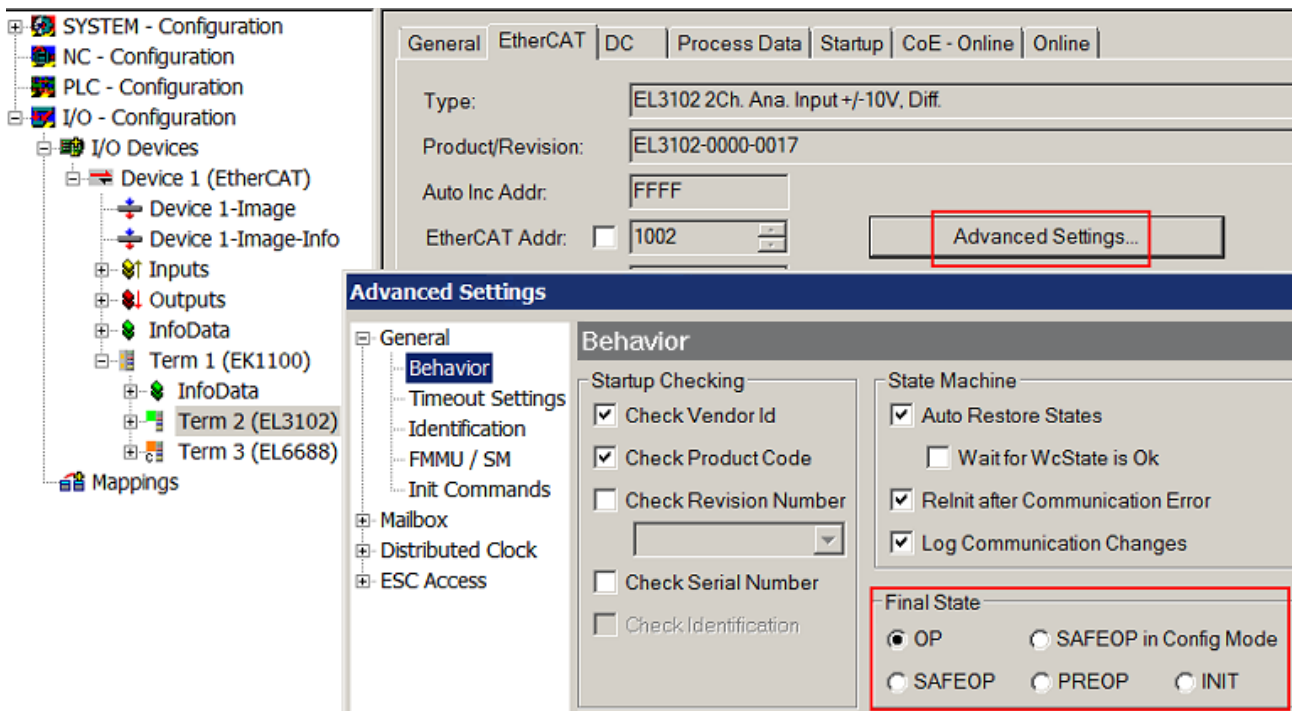 SYSTEM - Configuration
NC - Configuration
PLC - Configuration
I/O - Configuration
I/O Devices
Device 1 (EtherCAT)
Device 1-Image
Device 1-Image-Info
Inputs
Outputs
InfoData
Term 1 (EK1100)
InfoData
Term 2 (EL3102)
Term 3 (EL6688)
Mappings
General EtherCAT DC Process Data Startup CoE - Online Online
Type: EL3102 2Ch. Ana. Input +/-10V, Diff.
Product/Revision: EL3102-0000-0017
Auto Inc Addr: FFFF
EtherCAT Addr: 1002 Advanced Settings...
Advanced Settings
General
Behavior
Timeout Settings
Identification
FMMU / SM
Init Commands
Mailbox
Distributed Clock
ESC Access
Behavior
Startup Checking
Check Vendor Id
Check Product Code
Check Revision Number
Check Serial Number
Check Identification
State Machine
Auto Restore States
Wait for WcState is Ok
ReInit after Communication Error
Log Communication Changes
Final State
OP SAFEOP in Config Mode
SAFEOP PREOP INIT